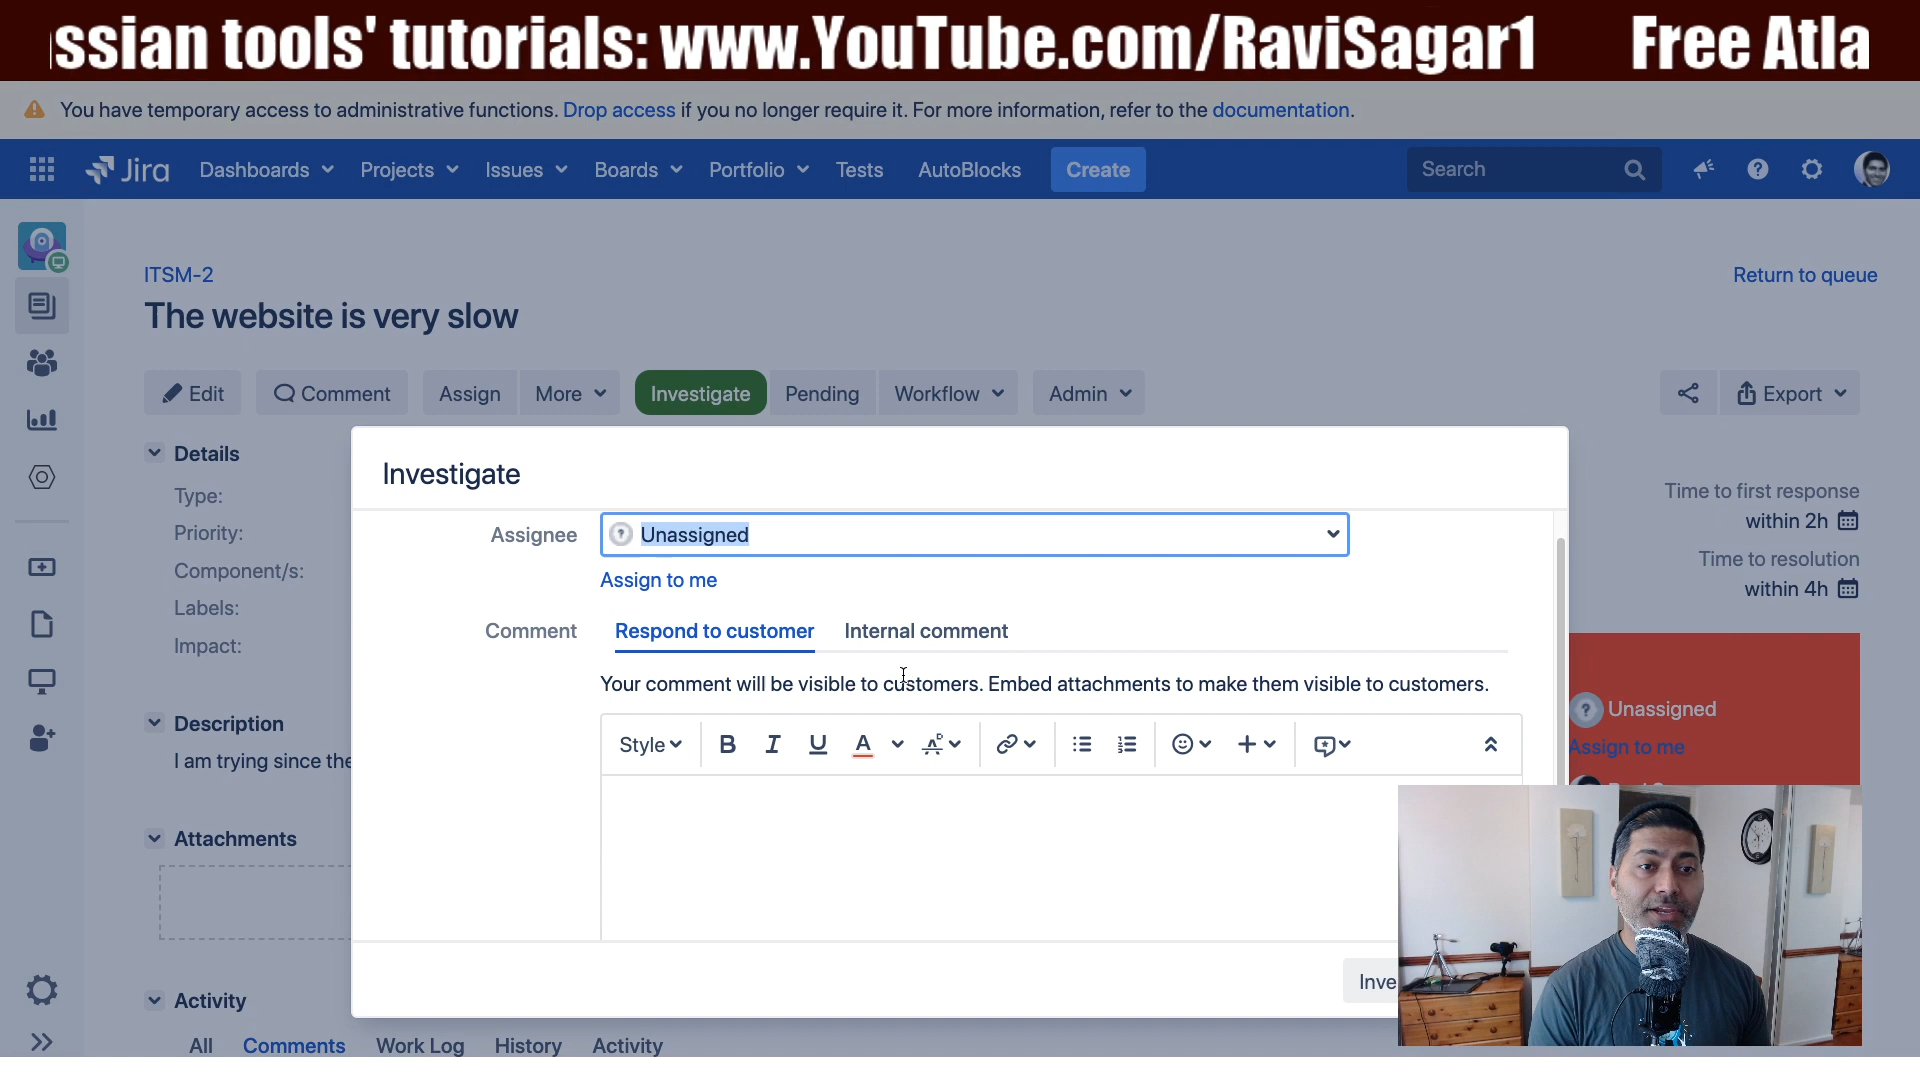 ssian tools' tutorials: www.YouTube.com/RaviSagar1 Free Atla
You have temporary access to administrative functions. Drop access if you no longer require it. For more information, refer to the documentation.
Jira Dashboards Projects Issues Boards Portfolio Tests AutoBlocks Create Search
ITSM-2 Return to queue
The website is very slow
Edit Comment Assign More Investigate Pending Workflow Admin Export
Details
Type:
Priority:
Component/s:
Labels:
Impact:
Description
I am trying since the
Attachments
Activity
All Comments Work Log History Activity
Investigate
Assignee Unassigned
Assign to me
Comment Respond to customer Internal comment
Your comment will be visible to customers. Embed attachments to make them visible to customers.
Style B I U A
Inve
Time to first response
within 2h
Time to resolution
within 4h
Unassigned
Assign to me